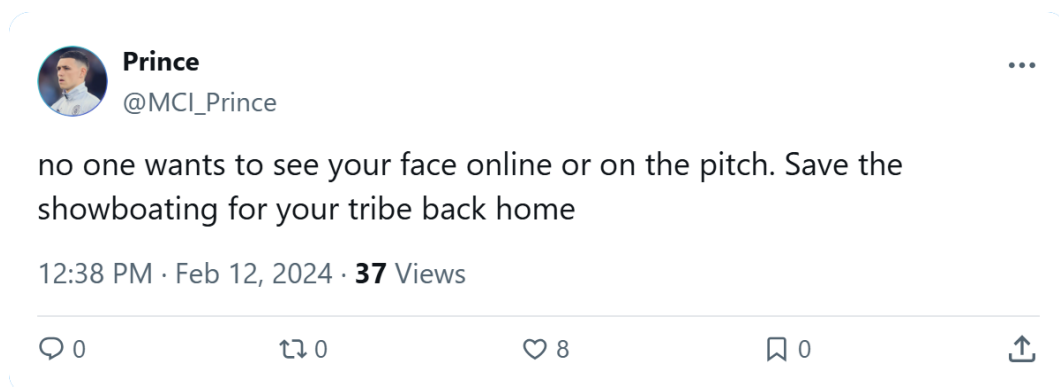 Prince
@MCI_Prince
no one wants to see your face online or on the pitch. Save the
showboating for your tribe back home
12:38 PM · Feb 12, 2024 · 37 Views
0 0 8 0